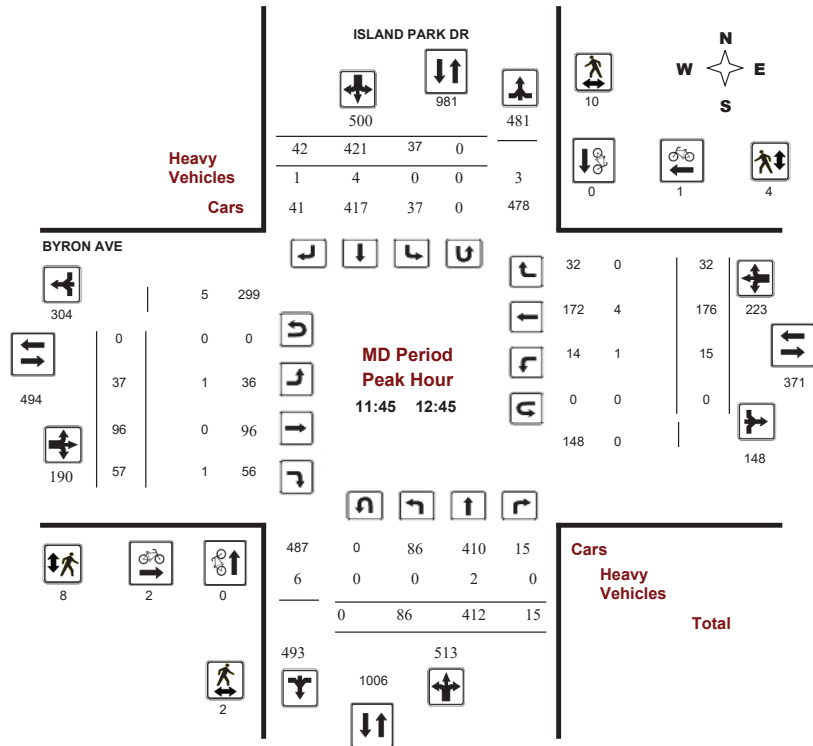 ISLAND PARK DR
N
W E
S
981
10
500 481
42 421 37 0
Heavy
Vehicles
1 4 0 0 3
0 1 4
Cars
41 417 37 0 478
BYRON AVE
32 0 32
5 299
304
172 4 176 223
0 0 0
MD Period
Peak Hour
14 1 15
371
37 1 36
494
11:45 12:45
0 0 0
96 0 96
148 0
148
190
57 1 56
487 0 86 410 15
Cars
6 0 0 2 0
Heavy
Vehicles
8 2 0
0 86 412 15
Total
493 513
1006
2